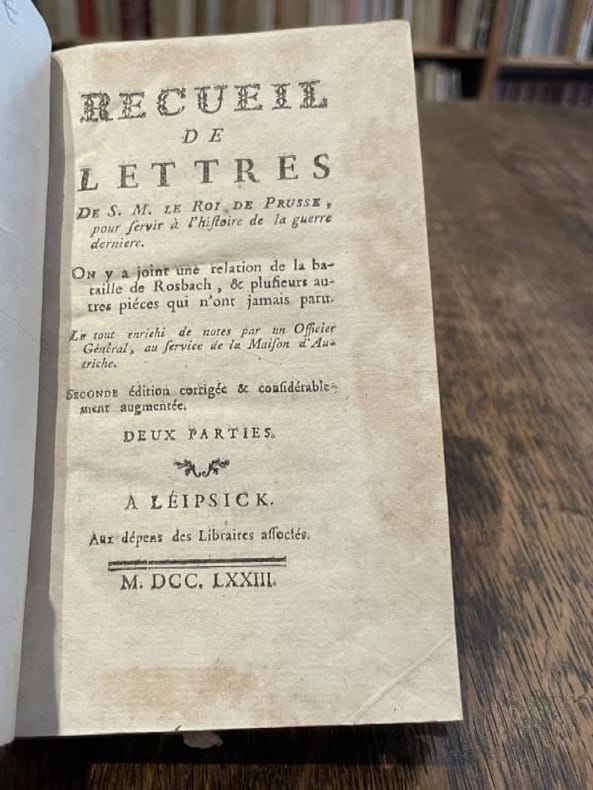 RECUEIL
DE
LETTRES
DE S. M. LE ROI DE PRUSSE,
pour ſervir à l'hiſtoire de la guerre
derniere.
ON y a joint une relation de la ba-
taille de Rosbach, & pluſieurs au-
tres piéces qui n'ont jamais paru.
Le tout enrichi de notes par un Officier
Général, au ſervice de la Maiſon d'Au-
triche.
SECONDE édition corrigée & conſidérable-
ment augmentée.
DEUX PARTIES.
A LÉIPSICK.
Aux dépens des Libraires aſſociés.
M. DCC. LXXIII.